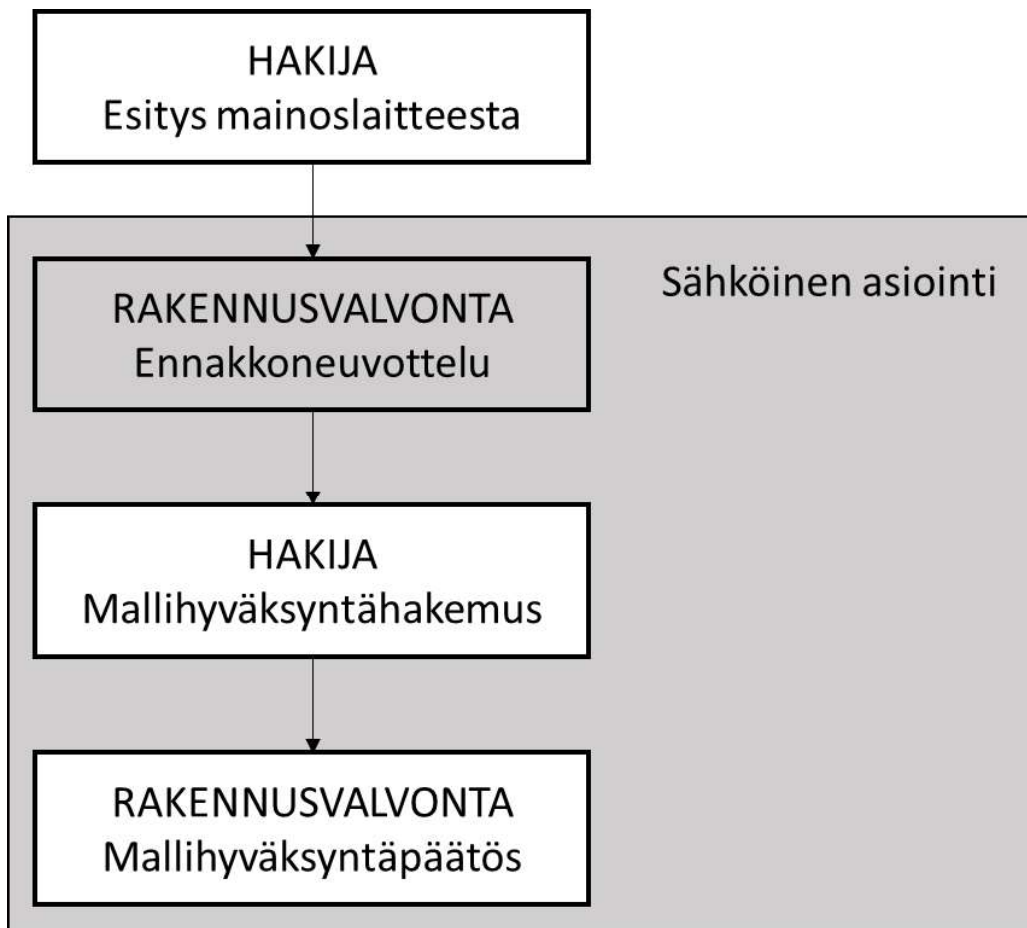 HAKIJA
Esitys mainoslaitteesta
Sähköinen asiointi
RAKENNUSVALVONTA
Ennakkoneuvottelu
HAKIJA
Mallihyväksyntähakemus
RAKENNUSVALVONTA
Mallihyväksyntäpäätös